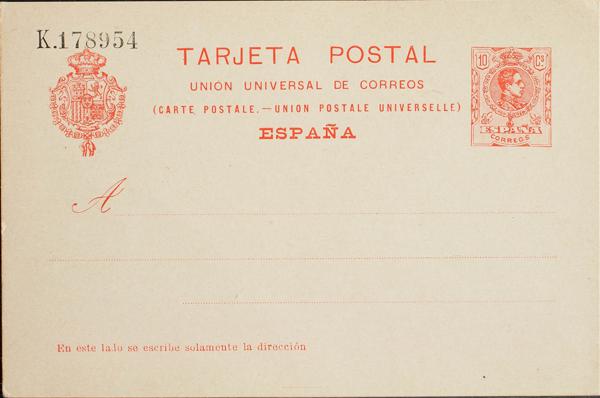 K.178954
TARJETA POSTAL
UNION UNIVERSAL DE CORREOS
(CARTE POSTALE.—UNION POSTALE UNIVERSELLE)
ESPAÑA
10 Cs
ESPAÑA
CORREOS
A
En este lado se escribe solamente la dirección